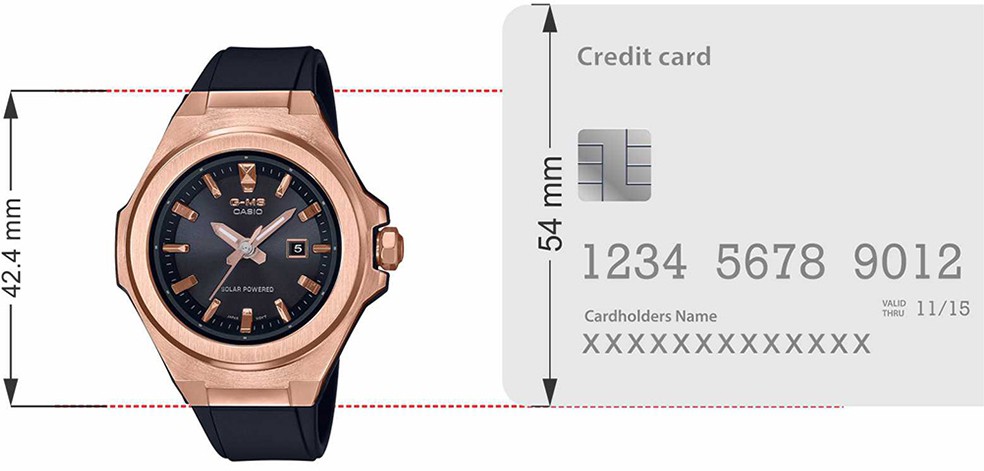 42.4 mm
G-MS
CASIO
5
SOLAR POWERED
54 mm
Credit card
1234 5678 9012
VALID
THRU 11/15
Cardholders Name
XXXXXXXXXXXXX